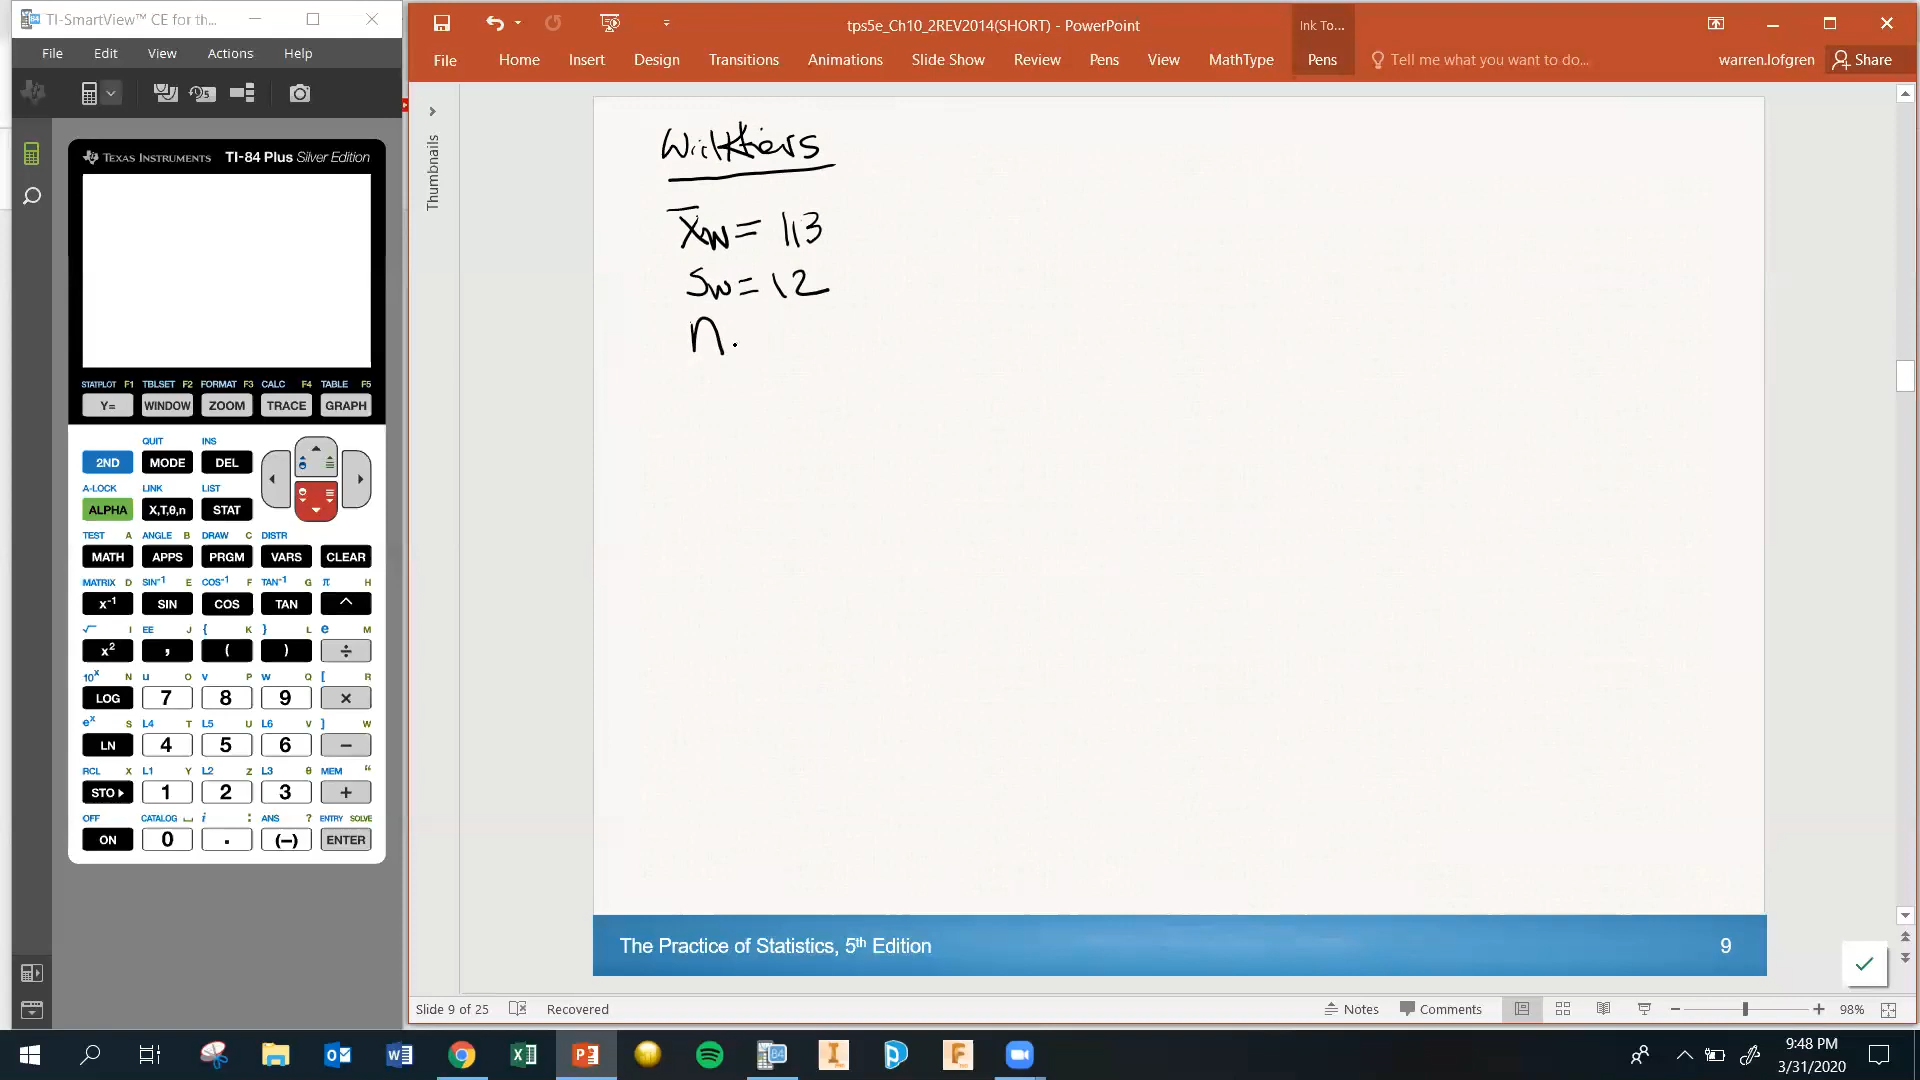 TI-SmartView™ CE for th...
File Edit View Actions Help
TEXAS INSTRUMENTS TI-84 Plus Silver Edition
STATPLOT F1 TBLSET F2 FORMAT F3 CALC F4 TABLE F5
Y= WINDOW ZOOM TRACE GRAPH
QUIT INS
2ND MODE DEL
A-LOCK LINK LIST
ALPHA X,T,θ,n STAT
TEST A ANGLE B DRAW C DISTR
MATH APPS PRGM VARS CLEAR
MATRIX D SIN⁻¹ E COS⁻¹ F TAN⁻¹ G π H
x⁻¹ SIN COS TAN ^
√ I EE J { K } L e M
x² , ( ) ÷
10ˣ N u O v P w Q [ R
LOG 7 8 9 ×
eˣ S L4 T L5 U L6 V ] W
LN 4 5 6 −
RCL X L1 Y L2 Z L3 θ MEM “
STO▸ 1 2 3 +
OFF CATALOG i : ANS ? ENTRY SOLVE
ON 0 . (−) ENTER
tps5e_Ch10_2REV2014(SHORT) - PowerPoint
Ink To...
File Home Insert Design Transitions Animations Slide Show Review Pens View MathType Pens Tell me what you want to do... warren.lofgren Share
Thumbnails
x̄w = 113
Sw = 12
n
The Practice of Statistics, 5th Edition 9
Slide 9 of 25 Recovered Notes Comments 98%
9:48 PM
3/31/2020